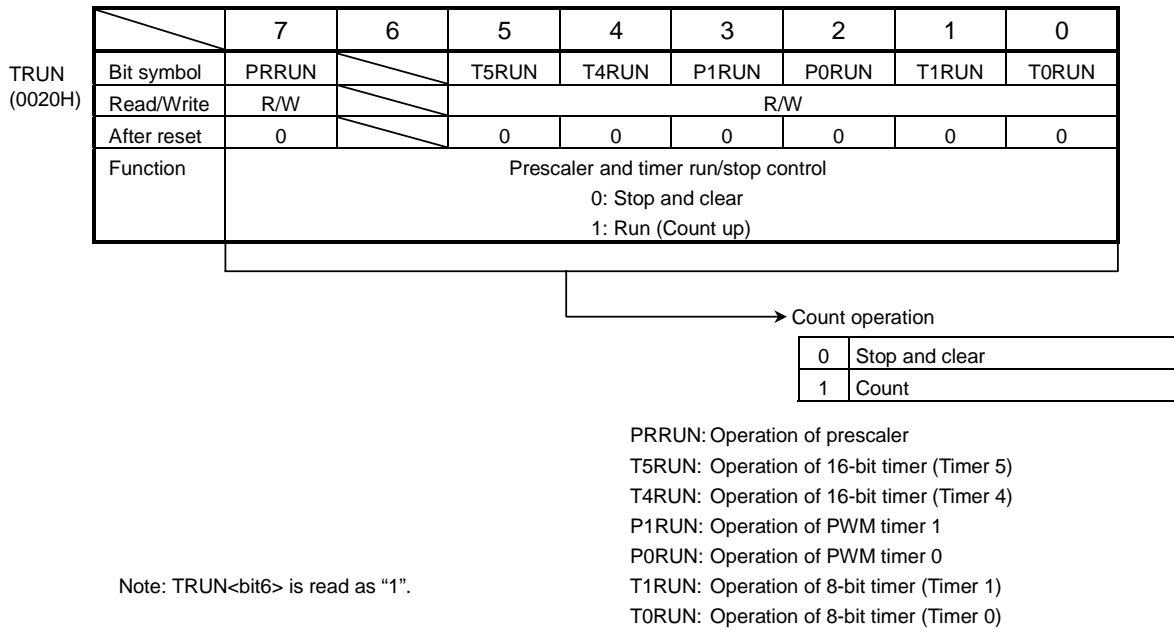 7 6 5 4 3 2 1 0
TRUN
(0020H)
Bit symbol PRRUN T5RUN T4RUN P1RUN P0RUN T1RUN T0RUN
Read/Write R/W R/W
After reset 0 0 0 0 0 0 0
Function Prescaler and timer run/stop control
0: Stop and clear
1: Run (Count up)
Count operation
0 Stop and clear
1 Count
PRRUN: Operation of prescaler
T5RUN: Operation of 16-bit timer (Timer 5)
T4RUN: Operation of 16-bit timer (Timer 4)
P1RUN: Operation of PWM timer 1
P0RUN: Operation of PWM timer 0
Note: TRUN<bit6> is read as “1”.
T1RUN: Operation of 8-bit timer (Timer 1)
T0RUN: Operation of 8-bit timer (Timer 0)